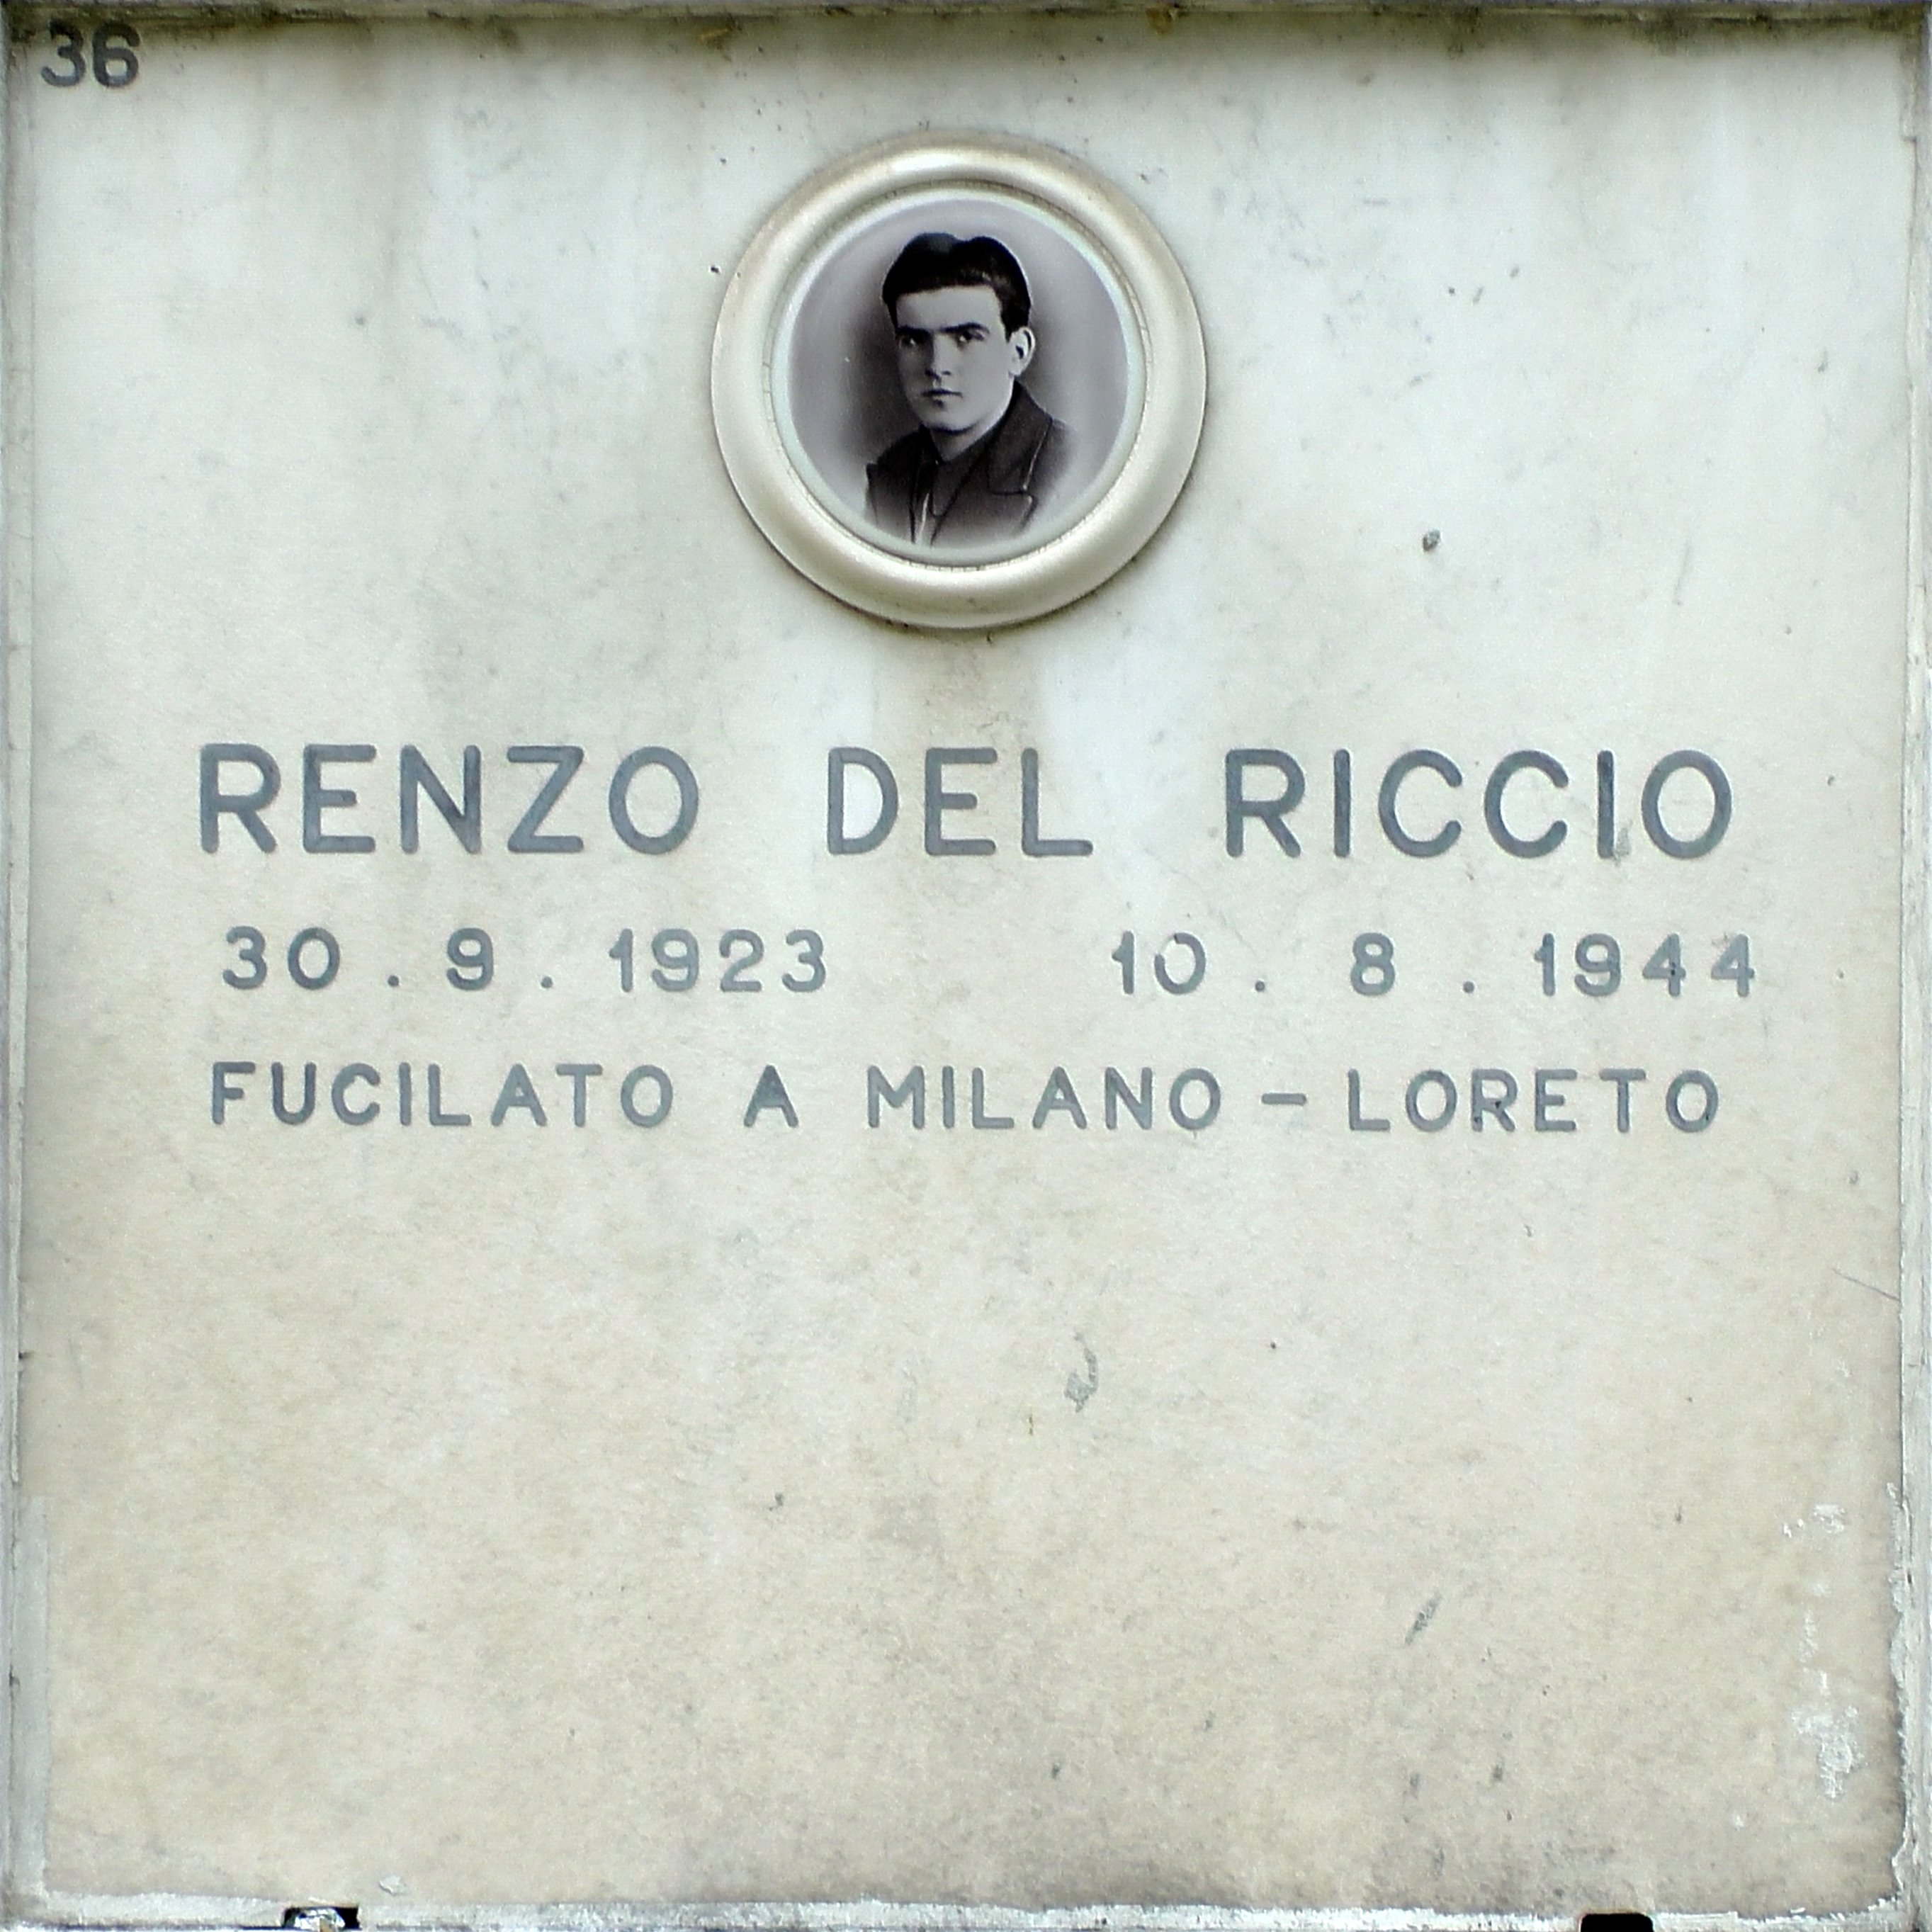 36
RENZO DEL RICCIO
30 . 9 . 1923 10 . 8 . 1944
FUCILATO A MILANO - LORETO